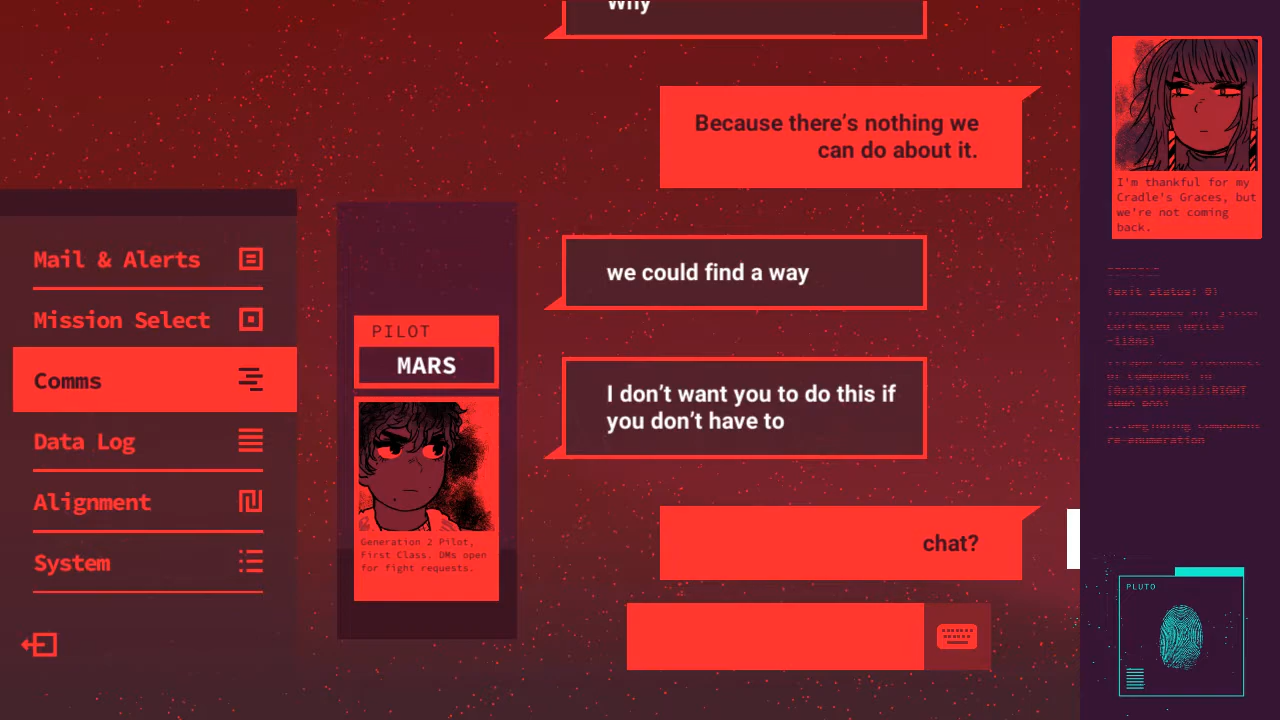 Why
Because there's nothing we
can do about it.
we could find a way
I don't want you to do this if
you don't have to
chat?
Mail & Alerts
Mission Select
Comms
Data Log
Alignment
System
PILOT
MARS
Generation 2 Pilot,
First Class. DMs open
for fight requests.
I'm thankful for my
Cradle's Graces, but
we're not coming
back.
(exit status: 0)
corrected (delta:
re-enumeration
PLUTO